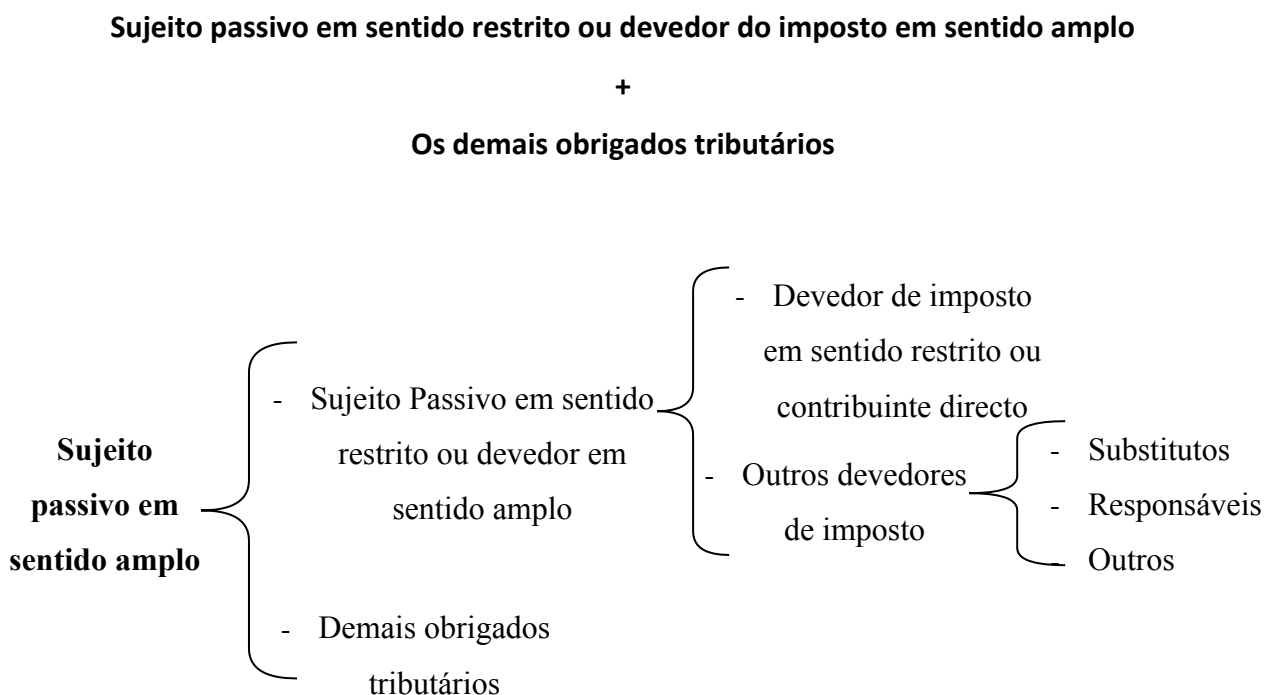 Sujeito passivo em sentido restrito ou devedor do imposto em sentido amplo
+
Os demais obrigados tributários
Sujeito
passivo em
sentido amplo
- Sujeito Passivo em sentido
restrito ou devedor em
sentido amplo
- Demais obrigados
tributários
- Devedor de imposto
em sentido restrito ou
contribuinte directo
- Outros devedores
de imposto
- Substitutos
- Responsáveis
- Outros